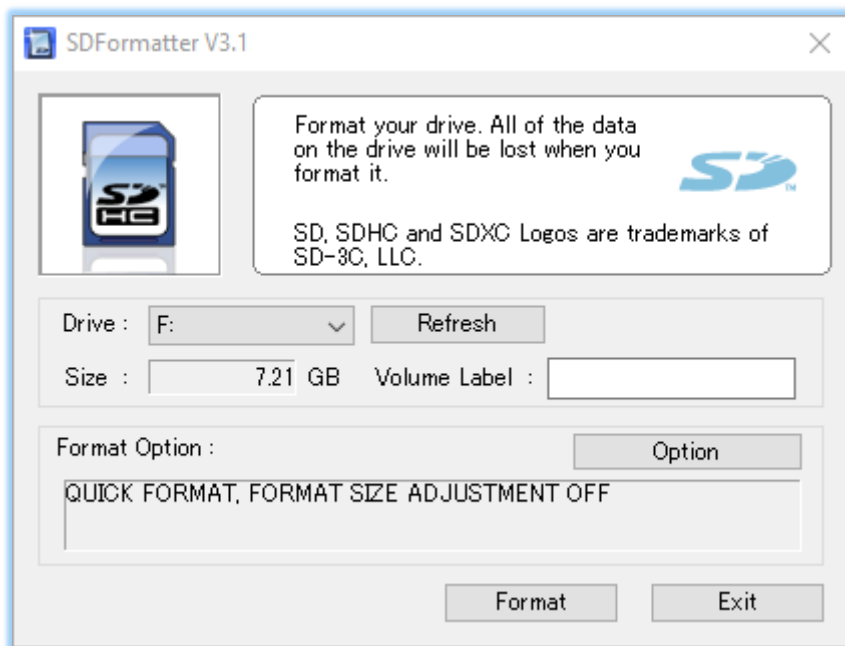 SDFormatter V3.1
SD
HC
Format your drive. All of the data
on the drive will be lost when you
format it.
SD™
SD, SDHC and SDXC Logos are trademarks of
SD-3C, LLC.
Drive : F: Refresh
Size : 7.21 GB Volume Label :
Format Option : Option
QUICK FORMAT, FORMAT SIZE ADJUSTMENT OFF
Format Exit